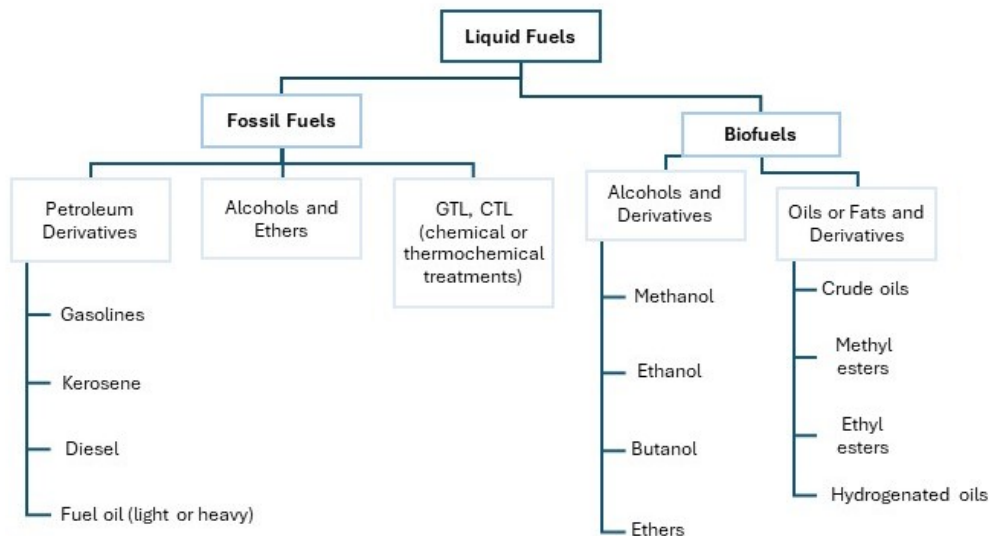 Liquid Fuels
Fossil Fuels
Biofuels
Petroleum
Derivatives
Alcohols and
Ethers
GTL, CTL
(chemical or
thermochemical
treatments)
Alcohols and
Derivatives
Oils or Fats and
Derivatives
Gasolines
Kerosene
Diesel
Fuel oil (light or heavy)
Methanol
Ethanol
Butanol
Ethers
Crude oils
Methyl
esters
Ethyl
esters
Hydrogenated oils